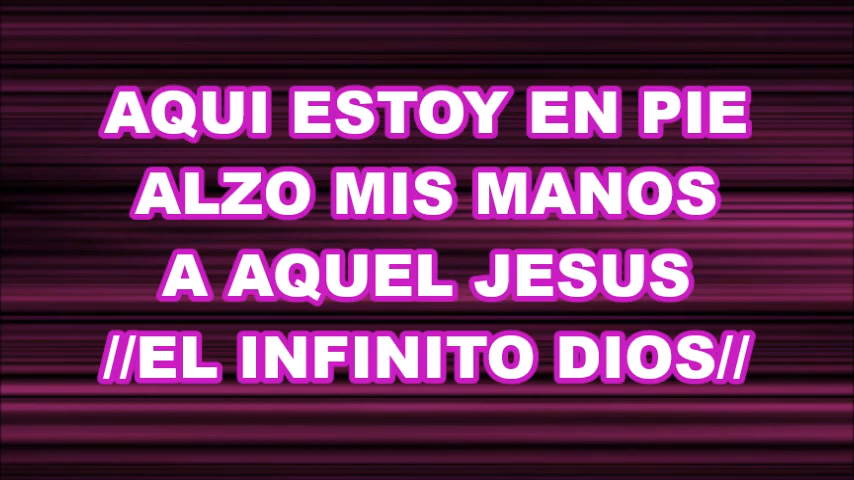 AQUI ESTOY EN PIE
ALZO MIS MANOS
A AQUEL JESUS
//EL INFINITO DIOS//